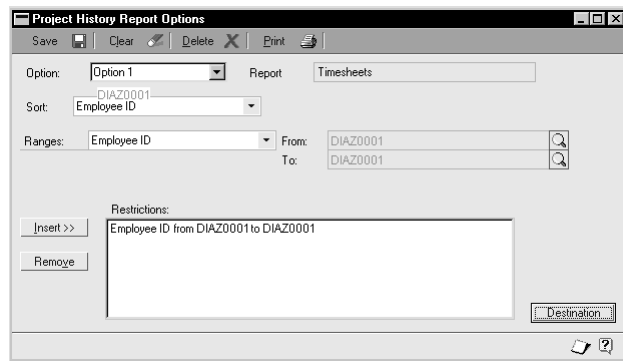 Project History Report Options
Save Clear Delete Print
Option: Option 1 Report Timesheets
DIAZ0001
Sort: Employee ID
Ranges: Employee ID From: DIAZ0001
To: DIAZ0001
Restrictions:
Insert >> Employee ID from DIAZ0001 to DIAZ0001
Remove
Destination